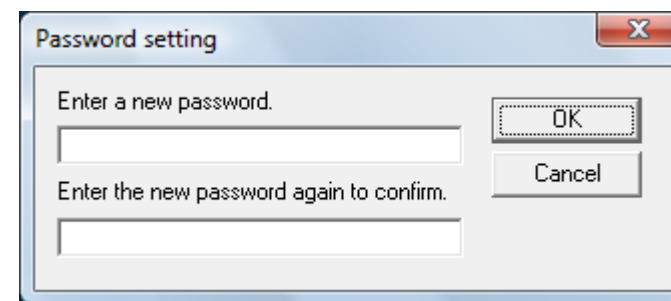 Password setting
Enter a new password.
OK
Cancel
Enter the new password again to confirm.